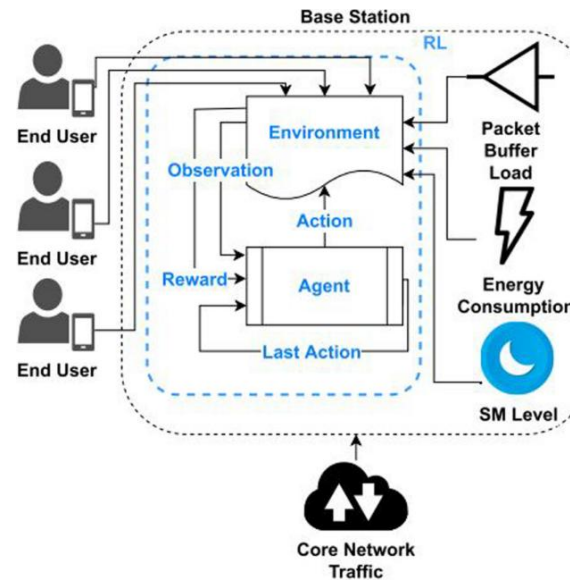 Base Station
RL
End User
End User
End User
Environment
Observation
Action
Reward
Agent
Last Action
Packet
Buffer
Load
Energy
Consumption
SM Level
Core Network
Traffic